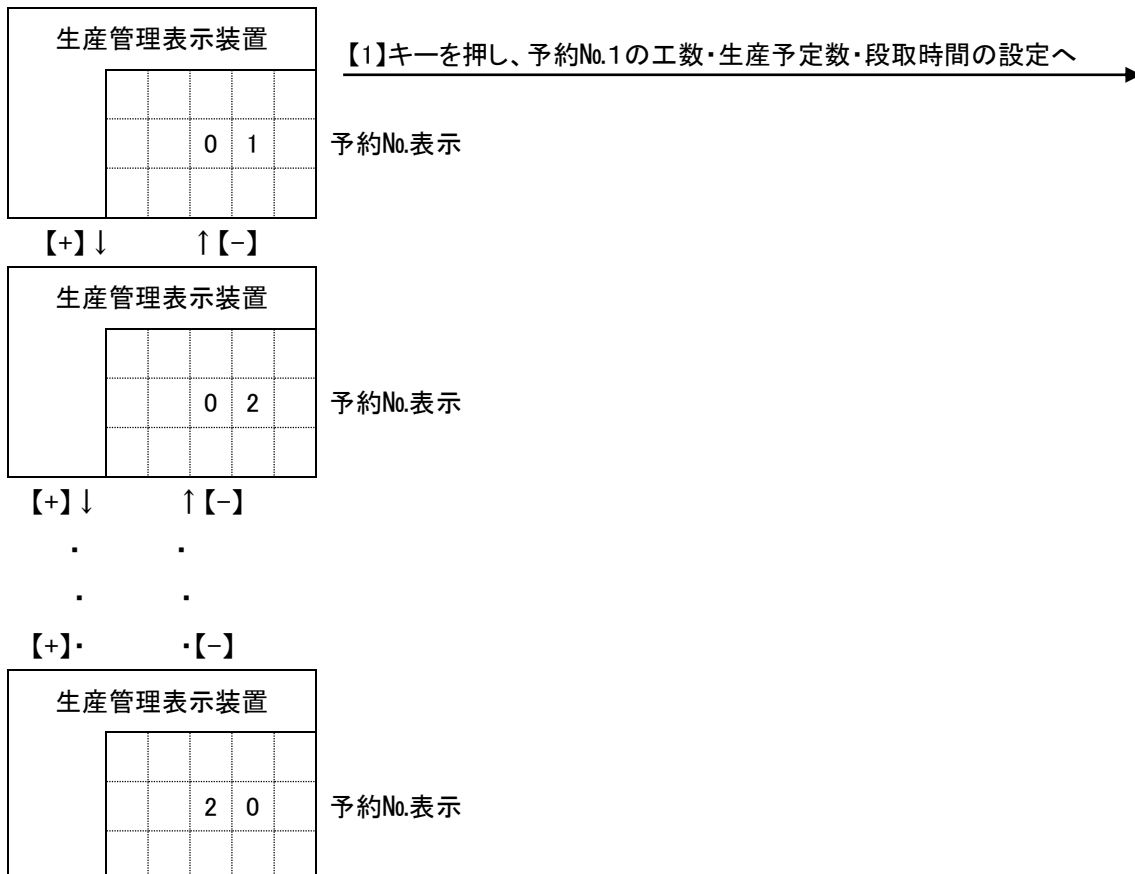 生産管理表示装置
【1】キーを押し、予約№1の工数・生産予定数・段取時間の設定へ
0 1
予約№表示
【+】↓ ↑【-】
生産管理表示装置
0 2
予約№表示
【+】↓ ↑【-】
・ ・
・ ・
【+】・ ・【-】
生産管理表示装置
2 0
予約№表示